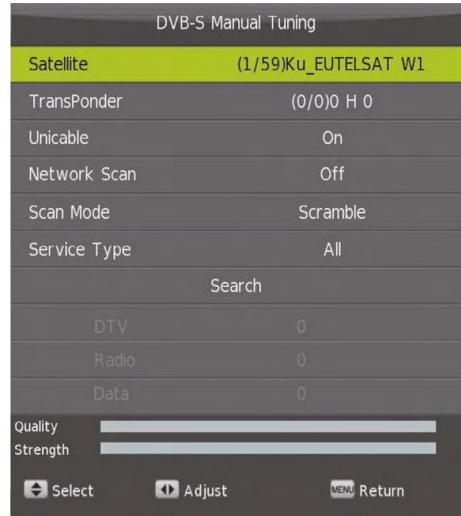 DVB-S Manual Tuning
Satellite (1/59)Ku_EUTELSAT W1
TransPonder (0/0)0 H 0
Unicable On
Network Scan Off
Scan Mode Scramble
Service Type All
Search
DTV 0
Radio 0
Data 0
Quality
Strength
Select Adjust MENU Return